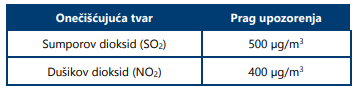 Onečišćujuća tvar Prag upozorenja
Sumporov dioksid (SO₂) 500 µg/m³
Dušikov dioksid (NO₂) 400 µg/m³